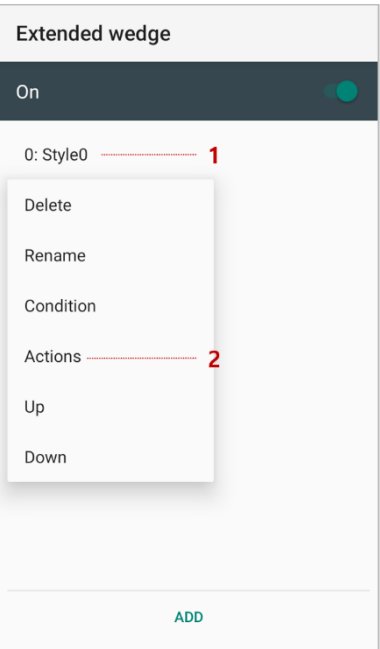 Extended wedge
On
0: Style0 1
Delete
Rename
Condition
Actions 2
Up
Down
ADD